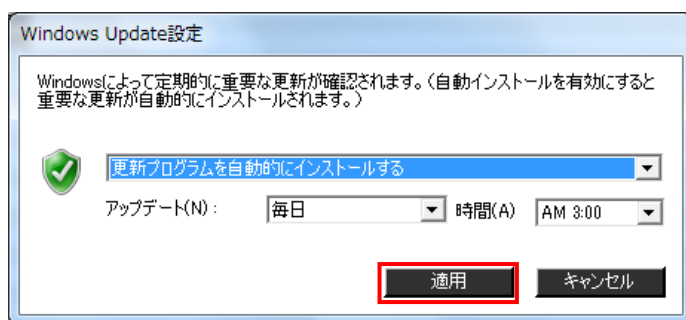 Windows Update設定
Windowsによって定期的に重要な更新が確認されます。（自動インストールを有効にすると
重要な更新が自動的にインストールされます。）
更新プログラムを自動的にインストールする
アップデート(N)： 毎日 時間(A) AM 3:00
適用 キャンセル